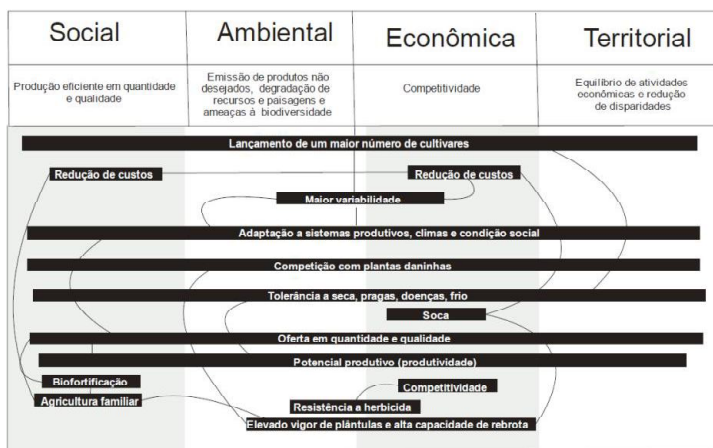 Social
Ambiental
Econômica
Territorial
Produção eficiente em quantidade
e qualidade
Emissão de produtos não
desejados, degradação de
recursos e paisagens e
ameaças à biodiversidade
Competitividade
Equilíbrio de atividades
econômicas e redução
de disparidades
Lançamento de um maior número de cultivares
Redução de custos
Redução de custos
Maior variabilidade
Adaptação a sistemas produtivos, climas e condição social
Competição com plantas daninhas
Tolerância a seca, pragas, doenças, frio
Soca
Oferta em quantidade e qualidade
Potencial produtivo (produtividade)
Biofortificação
Competitividade
Agricultura familiar
Resistência a herbicida
Elevado vigor de plântulas e alta capacidade de rebrota